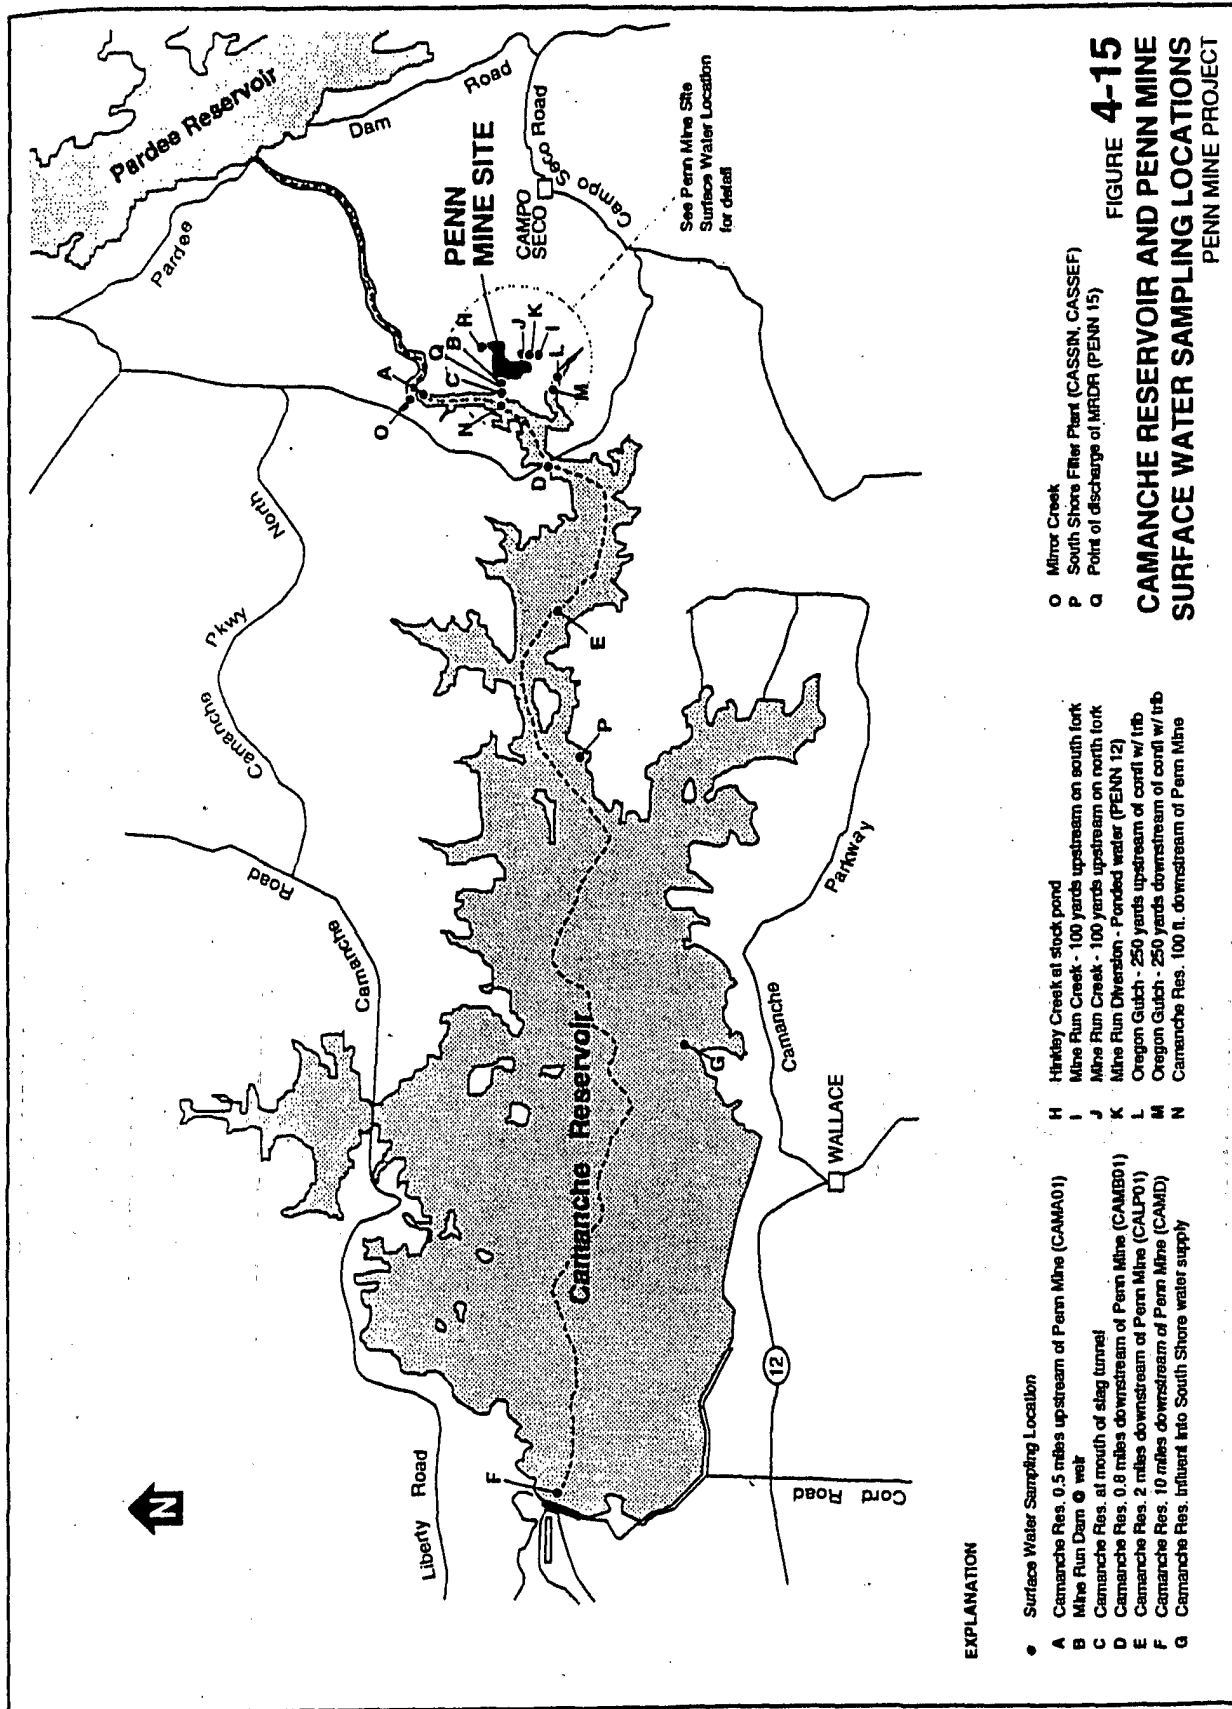 Pardee Reservoir
Pardee
Dam
Road
PENN
MINE SITE
CAMPO
SECO
Campo Seco Road
See Penn Mine Site
Surface Water Location
for detail
A
O
C
Q
B
H
N
J
K
I
L
M
D
E
P
G
F
North
Camanche
Pkwy
Camanche
Road
Camanche Reservoir
Camanche
Parkway
WALLACE
12
Liberty Road
Cord
Road
N
EXPLANATION
• Surface Water Sampling Location
A Camanche Res. 0.5 miles upstream of Penn Mine (CAMA01)
B Mine Run Dam @ weir
C Camanche Res. at mouth of slag tunnel
D Camanche Res. 0.8 miles downstream of Penn Mine (CAMB01)
E Camanche Res. 2 miles downstream of Penn Mine (CALP01)
F Camanche Res. 10 miles downstream of Penn Mine (CAMD)
G Camanche Res. Influent into South Shore water supply
H Hinkley Creek at stock pond
I Mine Run Creek - 100 yards upstream on south fork
J Mine Run Creek - 100 yards upstream on north fork
K Mine Run Diversion - Ponded water (PENN 12)
L Oregon Gulch - 250 yards upstream of confl w/ trib
M Oregon Gulch - 250 yards downstream of confl w/ trib
N Camanche Res. 100 ft. downstream of Penn Mine
O Mirror Creek
P South Shore Filter Plant (CASSIN, CASSEF)
Q Point of discharge of MRDR (PENN 15)
FIGURE 4-15
CAMANCHE RESERVOIR AND PENN MINE
SURFACE WATER SAMPLING LOCATIONS
PENN MINE PROJECT